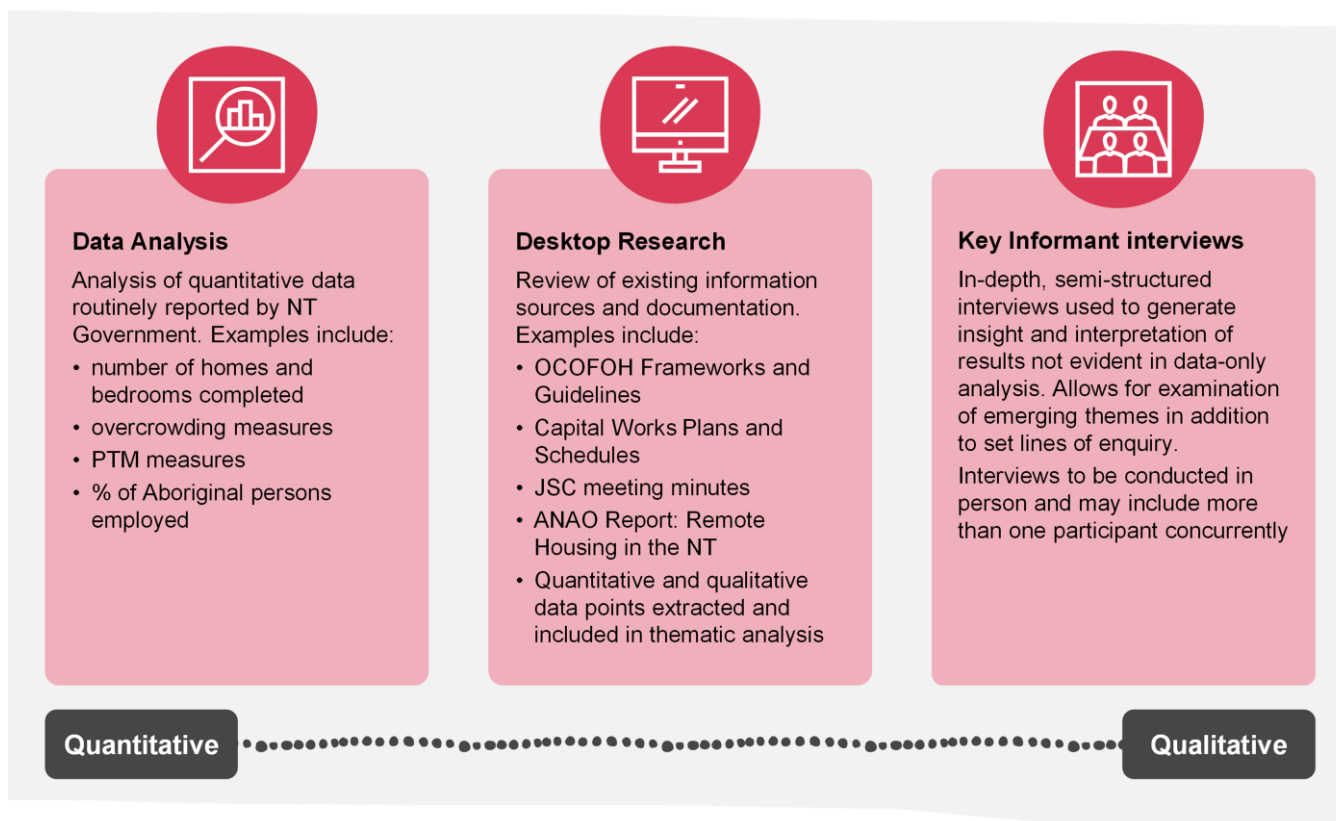 Data Analysis
Analysis of quantitative data
routinely reported by NT
Government. Examples include:
• number of homes and
bedrooms completed
• overcrowding measures
• PTM measures
• % of Aboriginal persons
employed
Desktop Research
Review of existing information
sources and documentation.
Examples include:
• OCOFOH Frameworks and
Guidelines
• Capital Works Plans and
Schedules
• JSC meeting minutes
• ANAO Report: Remote
Housing in the NT
• Quantitative and qualitative
data points extracted and
included in thematic analysis
Key Informant interviews
In-depth, semi-structured
interviews used to generate
insight and interpretation of
results not evident in data-only
analysis. Allows for examination
of emerging themes in addition
to set lines of enquiry.
Interviews to be conducted in
person and may include more
than one participant concurrently
Quantitative
Qualitative